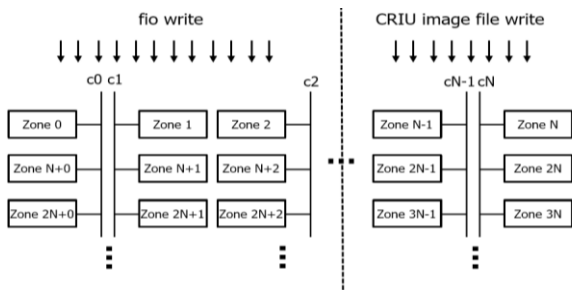 fio write CRIU image file write
c0 c1 c2 cN-1 cN
Zone 0 Zone 1 Zone 2 Zone N-1 Zone N
Zone N+0 Zone N+1 Zone N+2 Zone 2N-1 Zone 2N
Zone 2N+0 Zone 2N+1 Zone 2N+2 Zone 3N-1 Zone 3N